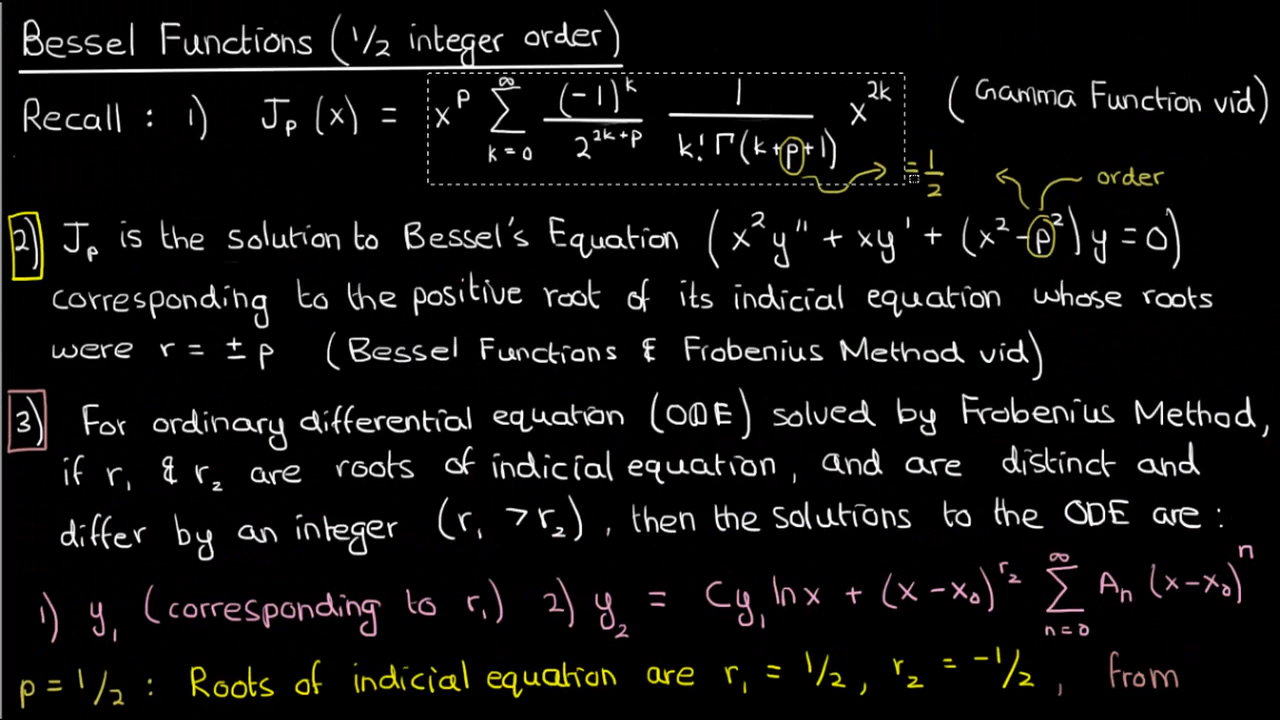 Bessel Functions (1/2 integer order)
Recall : 1) J_p (x) = x^p ∑_{k=0}^{∞} (-1)^k / 2^{2k+p} 1 / k! Γ(k+p+1) x^{2k} (Gamma Function vid)
= 1/2 order
2) J_p is the solution to Bessel's Equation (x² y'' + xy' + (x² - p²) y = 0)
corresponding to the positive root of its indicial equation whose roots
were r = ± p (Bessel Functions & Frobenius Method vid)
3) For ordinary differential equation (ODE) solved by Frobenius Method,
if r₁ & r₂ are roots of indicial equation, and are distinct and
differ by an integer (r₁ > r₂), then the solutions to the ODE are :
1) y₁ (corresponding to r₁) 2) y₂ = Cy₁ ln x + (x - x₀)^{r₂} ∑_{n=0}^{∞} A_n (x - x₀)^n
p = 1/2 : Roots of indicial equation are r₁ = 1/2, r₂ = -1/2, from